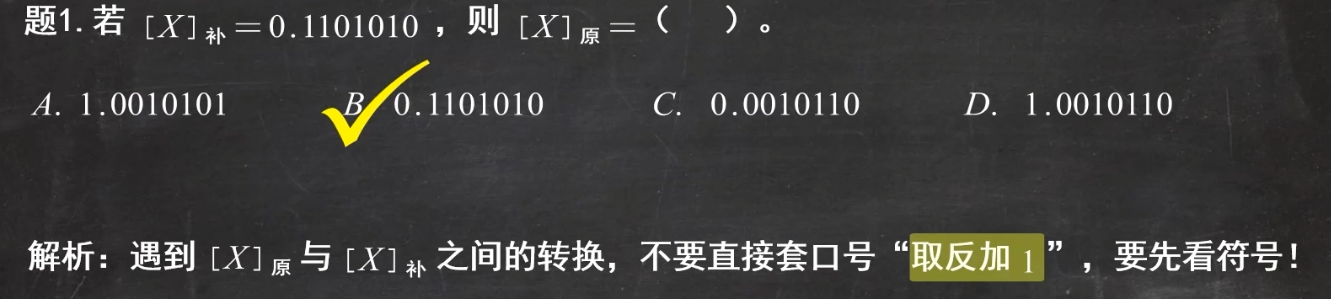 题1. 若 [X]补=0.1101010，则 [X]原=（ ）。
A. 1.0010101 B. 0.1101010 C. 0.0010110 D. 1.0010110
解析：遇到 [X]原 与 [X]补 之间的转换，不要直接套口号“取反加 1”，要先看符号！